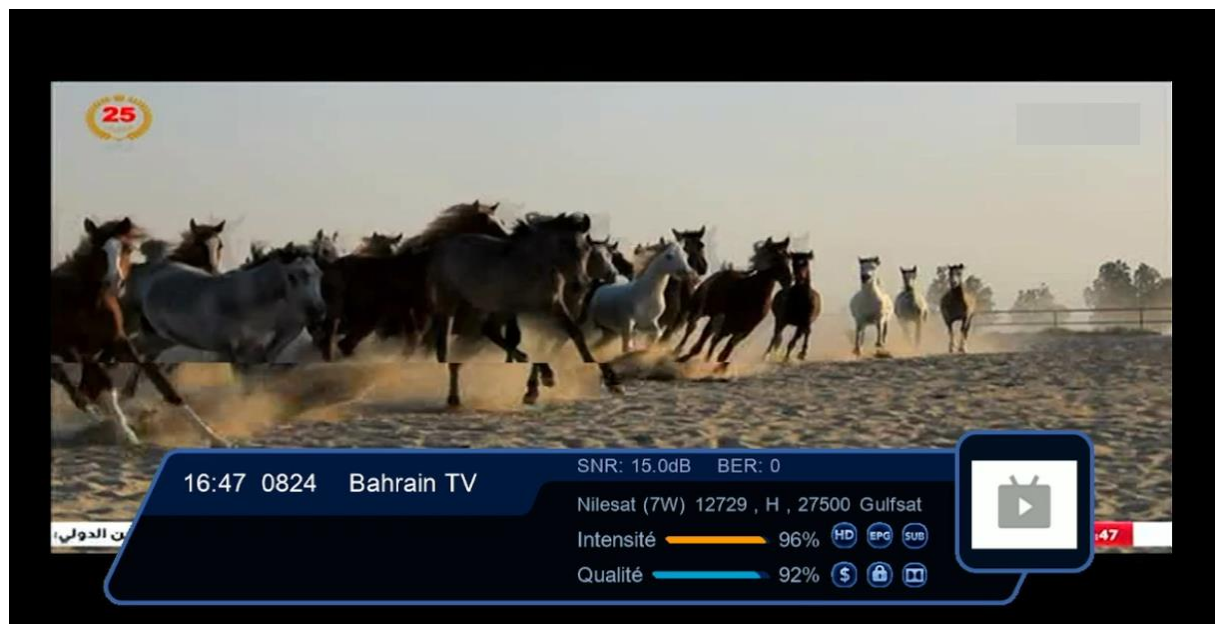 25
16:47 0824 Bahrain TV
SNR: 15.0dB BER: 0
Nilesat (7W) 12729 , H , 27500 Gulfsat
Intensité 96% HD EPG SUB
Qualité 92% $
ن الدولي،
:47